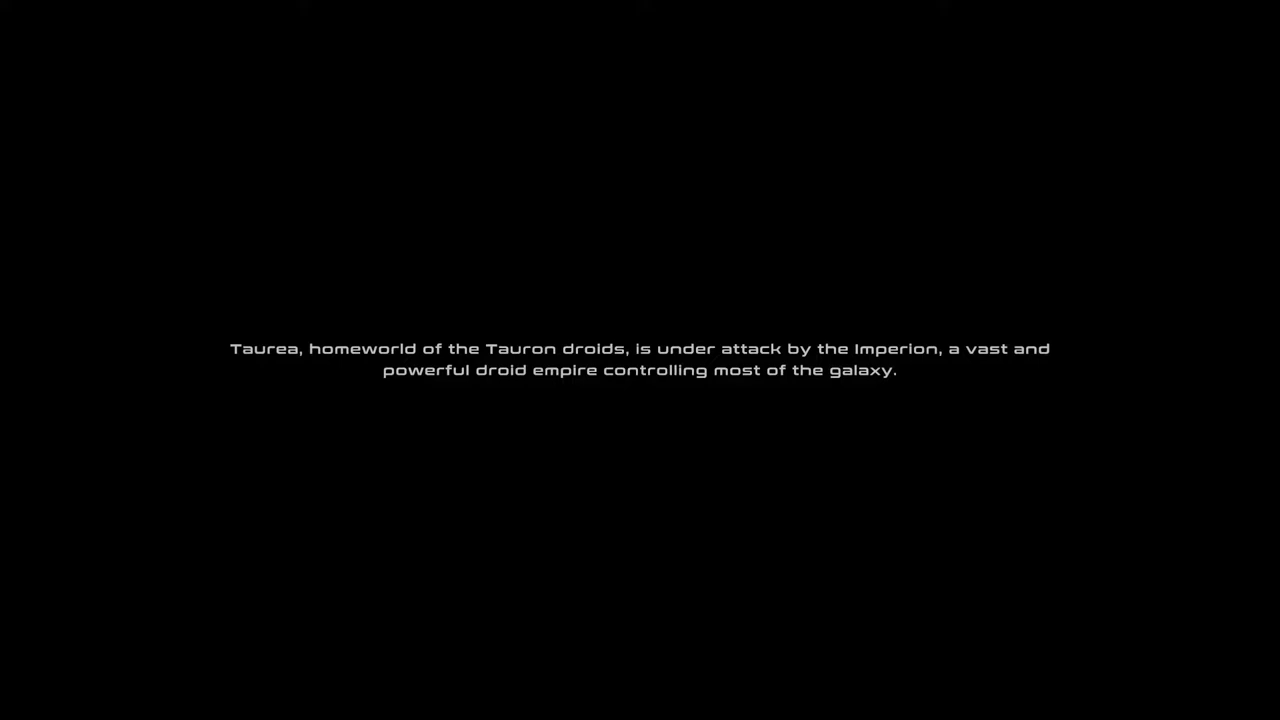 Taurea, homeworld of the Tauron droids, is under attack by the Imperion, a vast and
powerful droid empire controlling most of the galaxy.